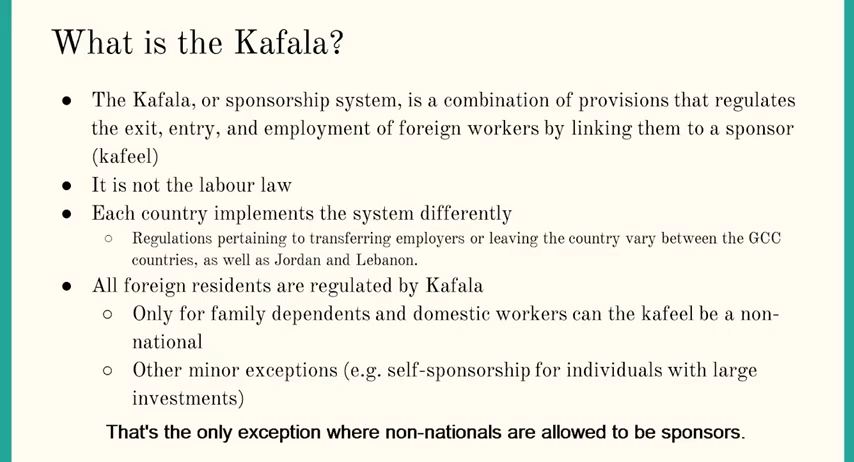 What is the Kafala?
● The Kafala, or sponsorship system, is a combination of provisions that regulates
the exit, entry, and employment of foreign workers by linking them to a sponsor
(kafeel)
● It is not the labour law
● Each country implements the system differently
○ Regulations pertaining to transferring employers or leaving the country vary between the GCC
countries, as well as Jordan and Lebanon.
● All foreign residents are regulated by Kafala
○ Only for family dependents and domestic workers can the kafeel be a non-
national
○ Other minor exceptions (e.g. self-sponsorship for individuals with large
investments)
That's the only exception where non-nationals are allowed to be sponsors.